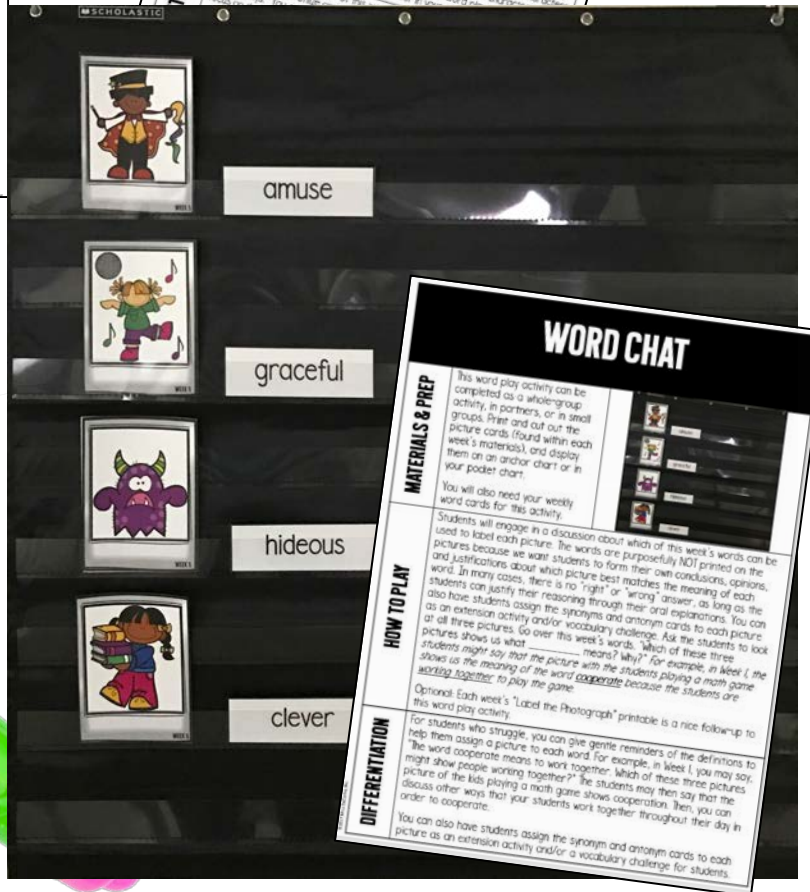 SCHOLASTIC
WEEK 5
amuse
WEEK 5
graceful
WEEK 5
hideous
WEEK 5
clever
WORD CHAT
MATERIALS & PREP
This word play activity can be
completed as a whole-group
activity, in partners, or in small
groups. Print and cut out the
picture cards (found within each
week's materials), and display
them on an anchor chart or in
your pocket chart.
You will also need your weekly
word cards for this activity.
amuse
graceful
hideous
clever
HOW TO PLAY
Students will engage in a discussion about which of this week's words can be
used to label each picture. The words are purposefully NOT printed on the
pictures because we want students to form their own conclusions, opinions,
and justifications about which picture best matches the meaning of each
word. In many cases, there is no "right" or "wrong" answer, as long as the
students can justify their reasoning through their oral explanations. You can
also have students assign the synonyms and antonym cards to each picture
as an extension activity and/or vocabulary challenge. Ask the students to look
at all three pictures. Go over this week's words. "Which of these three
pictures shows us what ________ means? Why?" For example, in Week 1, the
students might say that the picture with the students playing a math game
shows us the meaning of the word cooperate because the students are
working together to play the game.
Optional: Each week's "Label the Photograph" printable is a nice follow-up to
this word play activity.
DIFFERENTIATION
For students who struggle, you can give gentle reminders of the definitions to
help them assign a picture to each word. For example, in Week 1, you may say,
"The word cooperate means to work together. Which of these three pictures
might show people working together?" The students may then say that the
picture of the kids playing a math game shows cooperation. Then, you can
discuss other ways that your students work together throughout their day in
order to cooperate.
You can also have students assign the synonym and antonym cards to each
picture as an extension activity and/or a vocabulary challenge for students.